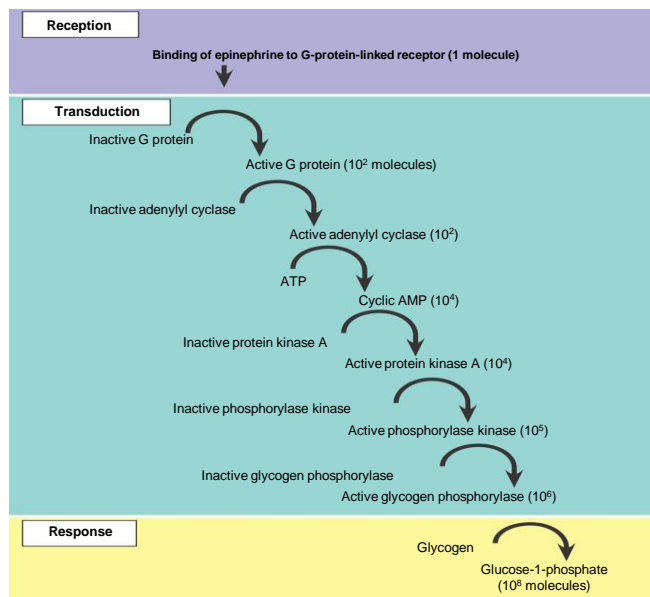 Reception
Binding of epinephrine to G-protein-linked receptor (1 molecule)
Transduction
Inactive G protein
Active G protein (10² molecules)
Inactive adenylyl cyclase
Active adenylyl cyclase (10²)
ATP
Cyclic AMP (10⁴)
Inactive protein kinase A
Active protein kinase A (10⁴)
Inactive phosphorylase kinase
Active phosphorylase kinase (10⁵)
Inactive glycogen phosphorylase
Active glycogen phosphorylase (10⁶)
Response
Glycogen
Glucose-1-phosphate
(10⁸ molecules)